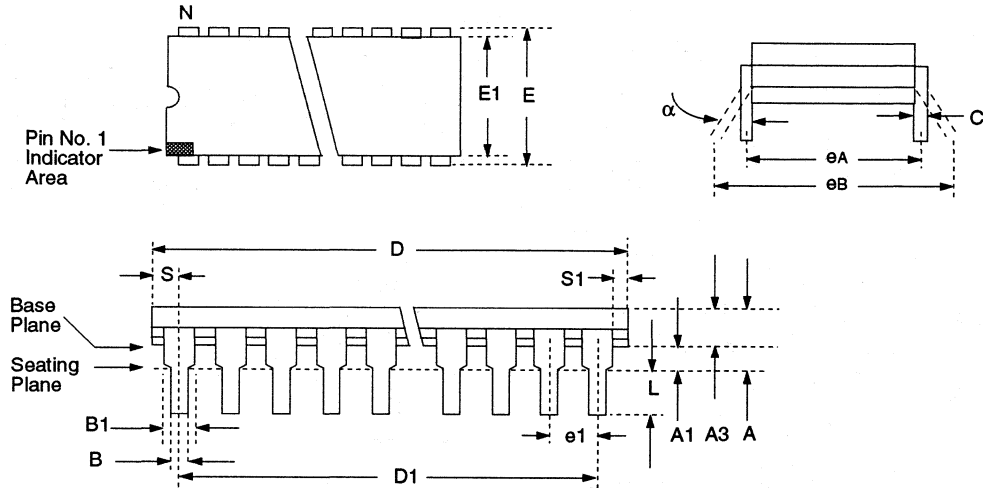 N
E1
E
Pin No. 1
Indicator
Area
α
C
eA
eB
D
S
S1
Base
Plane
Seating
Plane
L
B1
e1
A1
A3
A
B
D1